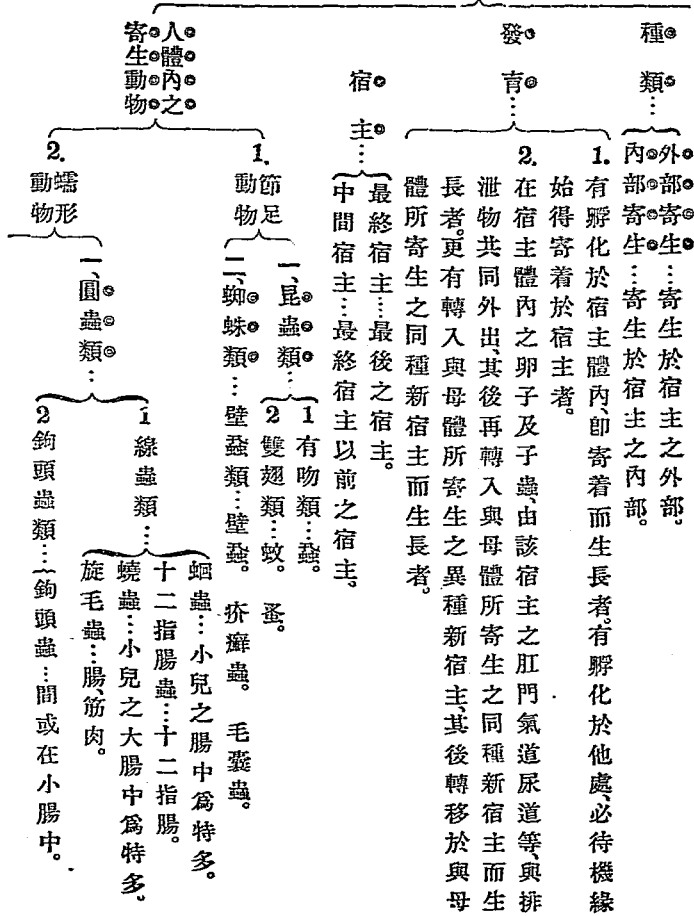 種類…
外部寄生…寄生於宿主之外部。
內部寄生…寄生於宿主之內部。
發育…
1. 有孵化於宿主體內、卽寄着而生長者。有孵化於他處、必待機緣
始得寄着於宿主者。
2. 在宿主體內之卵子及子蟲、由該宿主之肛門氣道尿道等、與排
泄物共同外出、其後再轉入與母體所寄生之同種新宿主而生
長者。更有轉入與母體所寄生之異種新宿主、其後轉移於與母
體所寄生之同種新宿主而生長者。
宿主…
最終宿主…最後之宿主。
中間宿主…最終宿主以前之宿主。
人體內之
寄生動物
1. 節足
動物
一、昆蟲類…
1 有吻類…蝨。
2 雙翅類…蚊。 蚤。
二、蜘蛛類…壁蝨類…壁蝨。 疥癬蟲。 毛囊蟲。
2. 蠕形
動物
一、圓蟲類…
1 線蟲類…
蛔蟲…小兒之腸中爲特多。
十二指腸蟲…十二指腸。
蟯蟲…小兒之大腸中爲特多。
旋毛蟲…腸、筋肉。
2 鉤頭蟲類…鉤頭蟲…間或在小腸中。